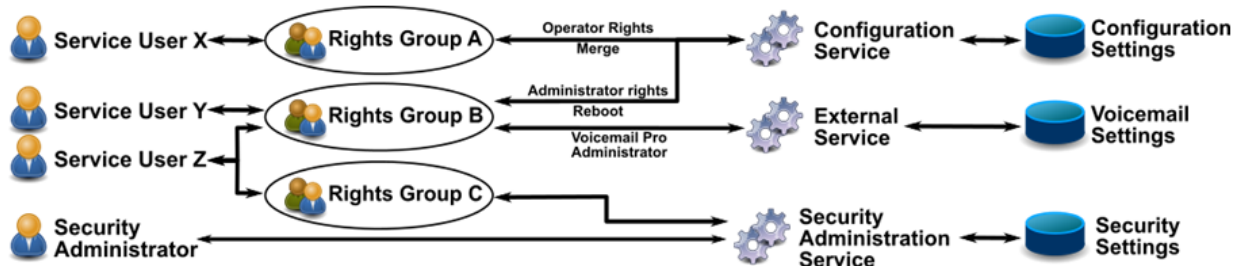 Service User X
Rights Group A
Operator Rights
Merge
Configuration
Service
Configuration
Settings
Administrator rights
Reboot
Service User Y
Rights Group B
Voicemail Pro
Administrator
External
Service
Voicemail
Settings
Service User Z
Rights Group C
Security
Administrator
Security
Administration
Service
Security
Settings